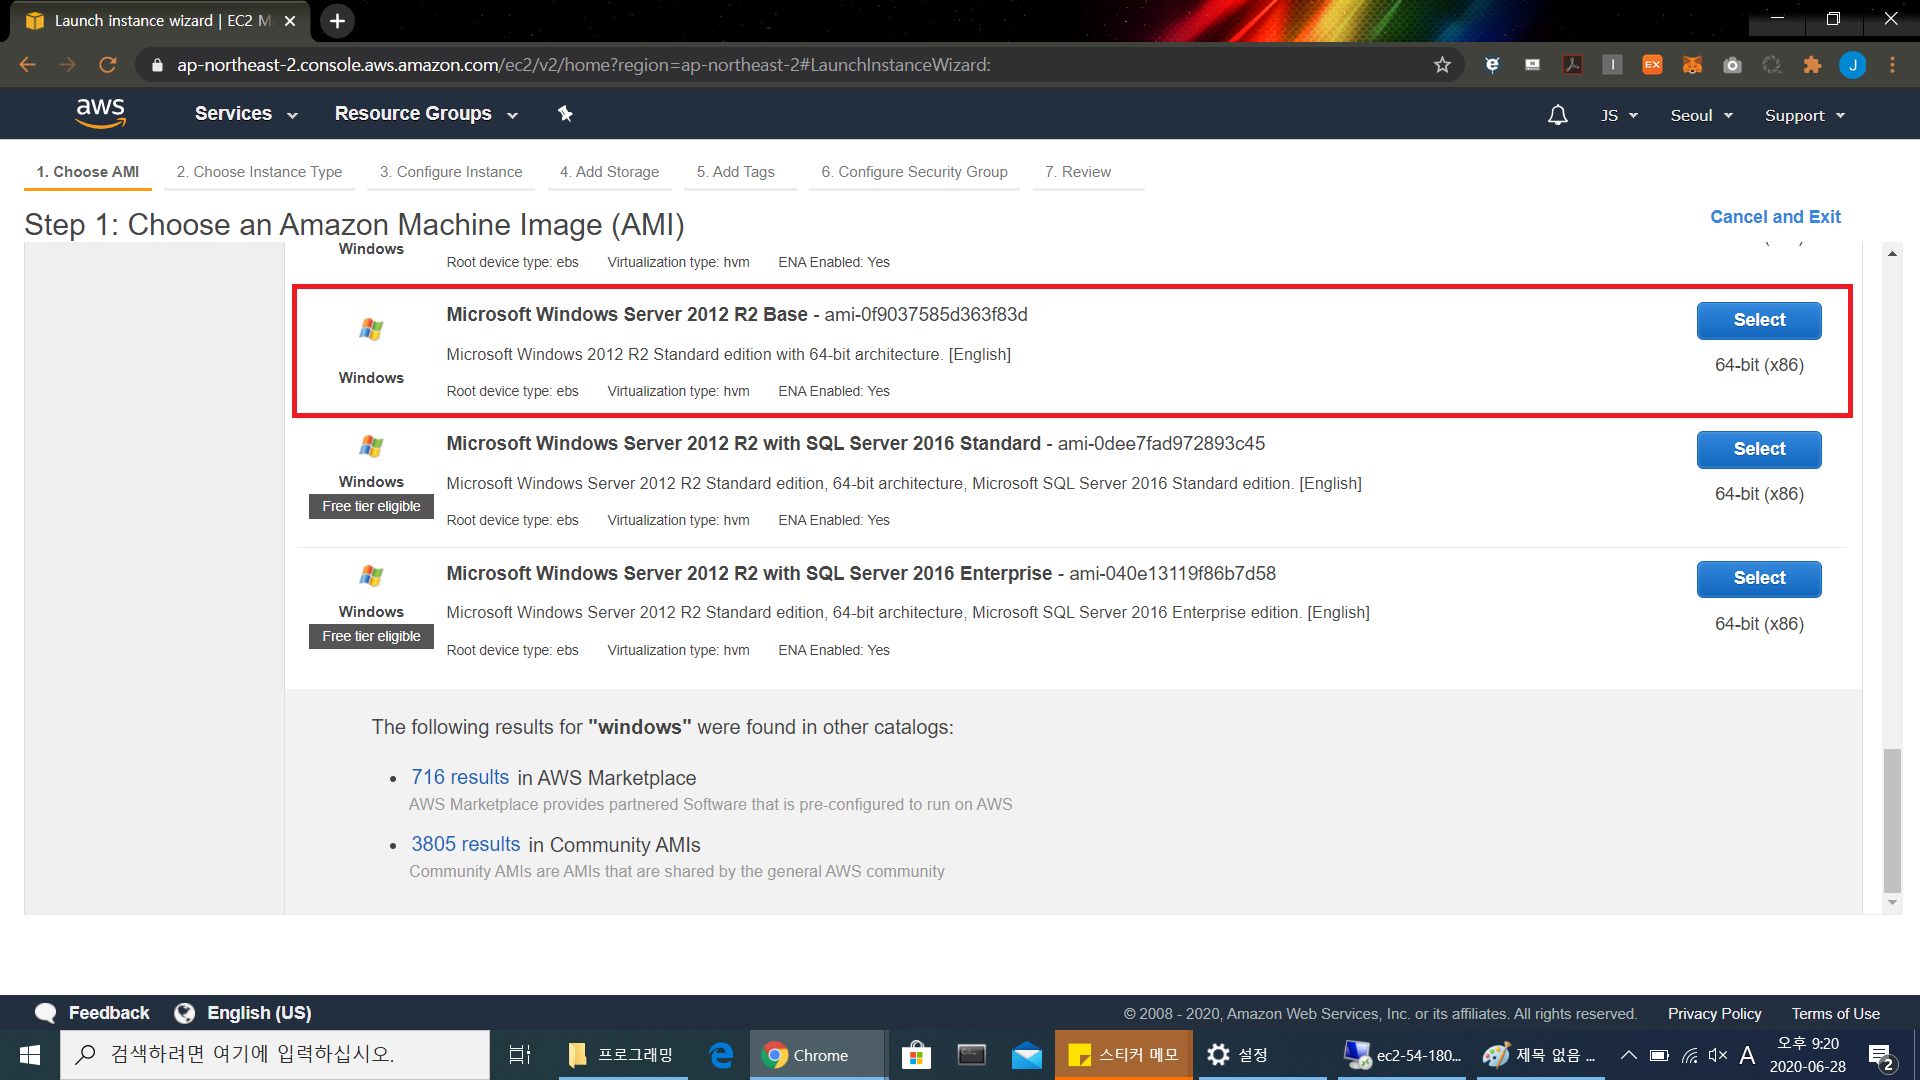 Launch instance wizard | EC2 M
ap-northeast-2.console.aws.amazon.com/ec2/v2/home?region=ap-northeast-2#LaunchInstanceWizard:
EX
J
aws
Services
Resource Groups
JS
Seoul
Support
1. Choose AMI
2. Choose Instance Type
3. Configure Instance
4. Add Storage
5. Add Tags
6. Configure Security Group
7. Review
Step 1: Choose an Amazon Machine Image (AMI)
Cancel and Exit
Windows
Root device type: ebs Virtualization type: hvm ENA Enabled: Yes
Microsoft Windows Server 2012 R2 Base - ami-0f9037585d363f83d
Select
Microsoft Windows 2012 R2 Standard edition with 64-bit architecture. [English]
64-bit (x86)
Windows
Root device type: ebs Virtualization type: hvm ENA Enabled: Yes
Microsoft Windows Server 2012 R2 with SQL Server 2016 Standard - ami-0dee7fad972893c45
Select
Windows
Microsoft Windows Server 2012 R2 Standard edition, 64-bit architecture, Microsoft SQL Server 2016 Standard edition. [English]
64-bit (x86)
Free tier eligible
Root device type: ebs Virtualization type: hvm ENA Enabled: Yes
Microsoft Windows Server 2012 R2 with SQL Server 2016 Enterprise - ami-040e13119f86b7d58
Select
Windows
Microsoft Windows Server 2012 R2 Standard edition, 64-bit architecture, Microsoft SQL Server 2016 Enterprise edition. [English]
64-bit (x86)
Free tier eligible
Root device type: ebs Virtualization type: hvm ENA Enabled: Yes
The following results for "windows" were found in other catalogs:
• 716 results in AWS Marketplace
AWS Marketplace provides partnered Software that is pre-configured to run on AWS
• 3805 results in Community AMIs
Community AMIs are AMIs that are shared by the general AWS community
Feedback
English (US)
© 2008 - 2020, Amazon Web Services, Inc. or its affiliates. All rights reserved.
Privacy Policy
Terms of Use
검색하려면 여기에 입력하십시오.
프로그래밍
Chrome
스티커 메모
설정
ec2-54-180...
제목 없음 ...
A
오후 9:20
2020-06-28
2